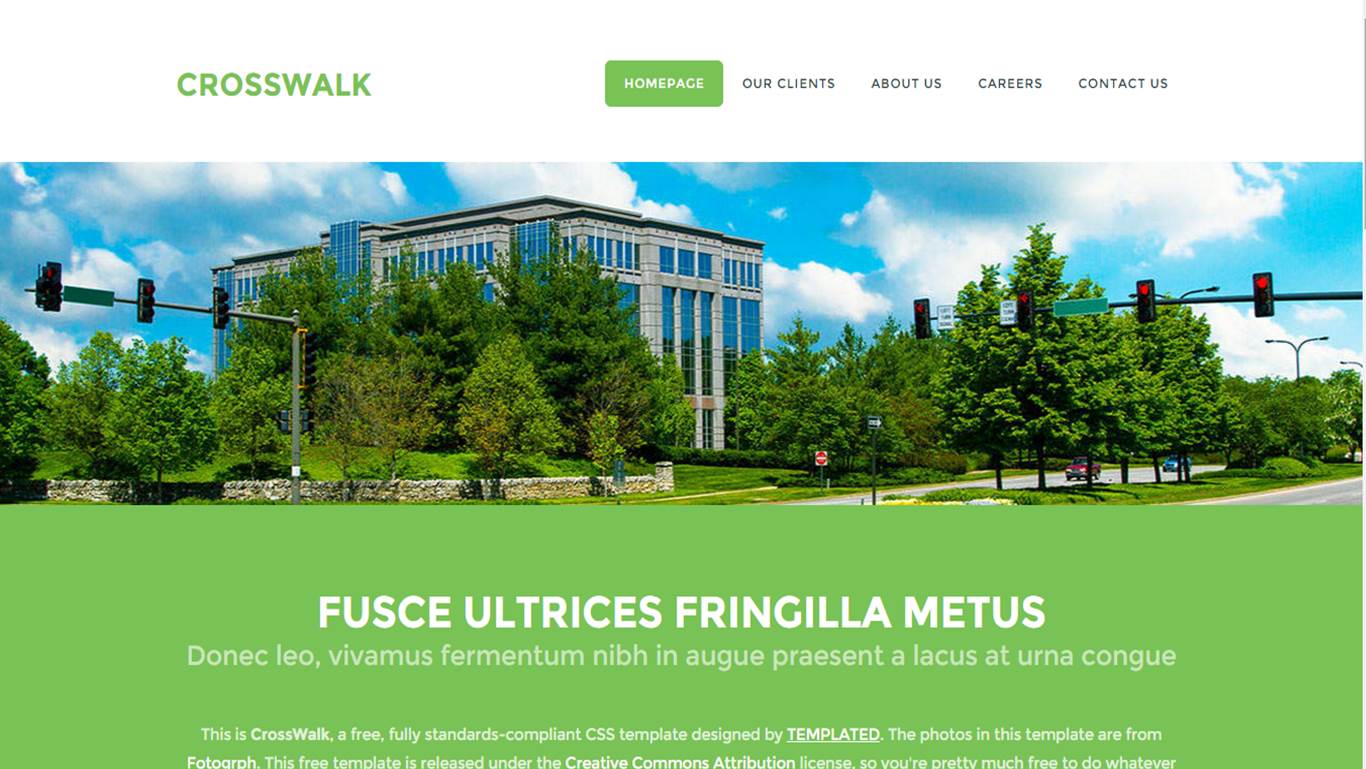 CROSSWALK
HOMEPAGE OUR CLIENTS ABOUT US CAREERS CONTACT US
LEFT TURN SIGNAL
FUSCE ULTRICES FRINGILLA METUS
Donec leo, vivamus fermentum nibh in augue praesent a lacus at urna congue
This is CrossWalk, a free, fully standards-compliant CSS template designed by TEMPLATED. The photos in this template are from
Fotogrph. This free template is released under the Creative Commons Attribution license, so you're pretty much free to do whatever